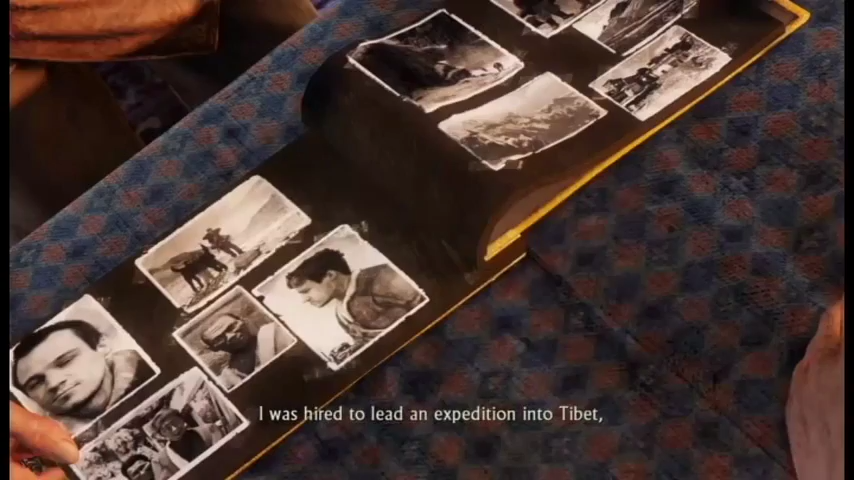 I was hired to lead an expedition into Tibet,